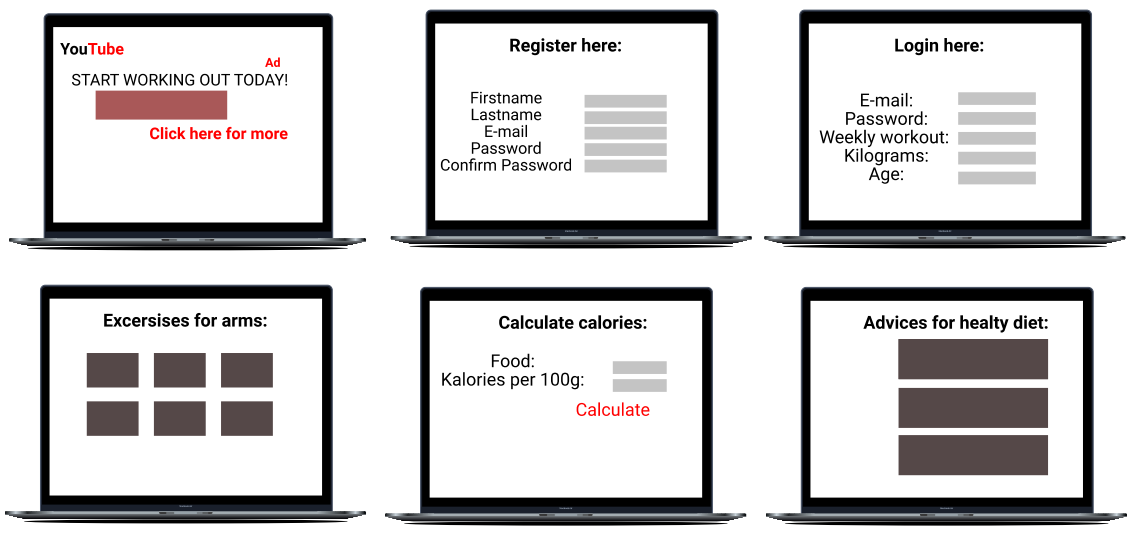 YouTube
Ad
START WORKING OUT TODAY!
Click here for more
Register here:
Firstname
Lastname
E-mail
Password
Confirm Password
Login here:
E-mail:
Password:
Weekly workout:
Kilograms:
Age:
Excersises for arms:
Calculate calories:
Food:
Kalories per 100g:
Calculate
Advices for healty diet: